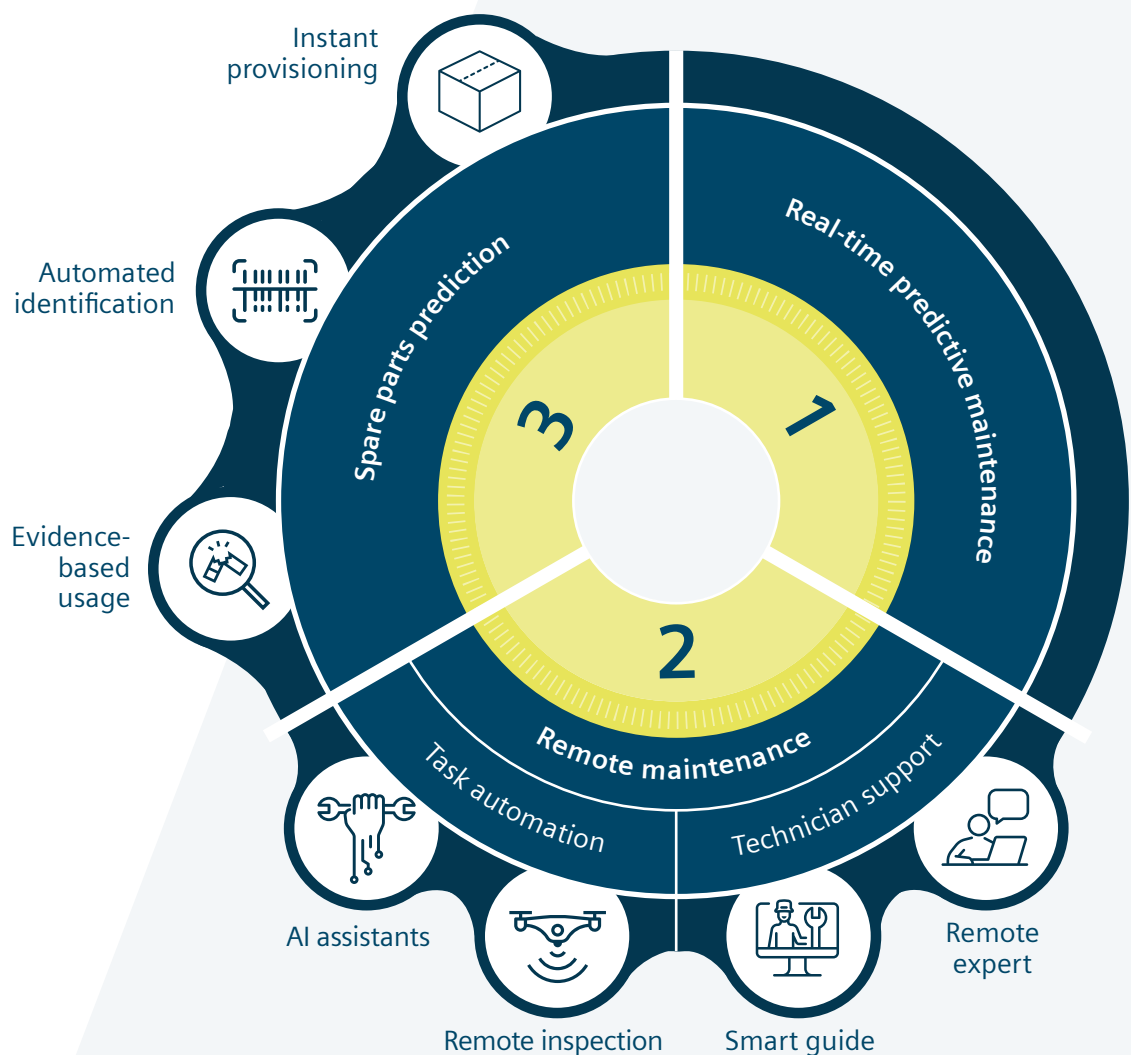 Instant
provisioning
Automated
identification
Evidence-
based
usage
Spare parts prediction
Real-time predictive maintenance
3
1
2
Remote maintenance
Task automation
Technician support
AI assistants
Remote inspection
Smart guide
Remote
expert